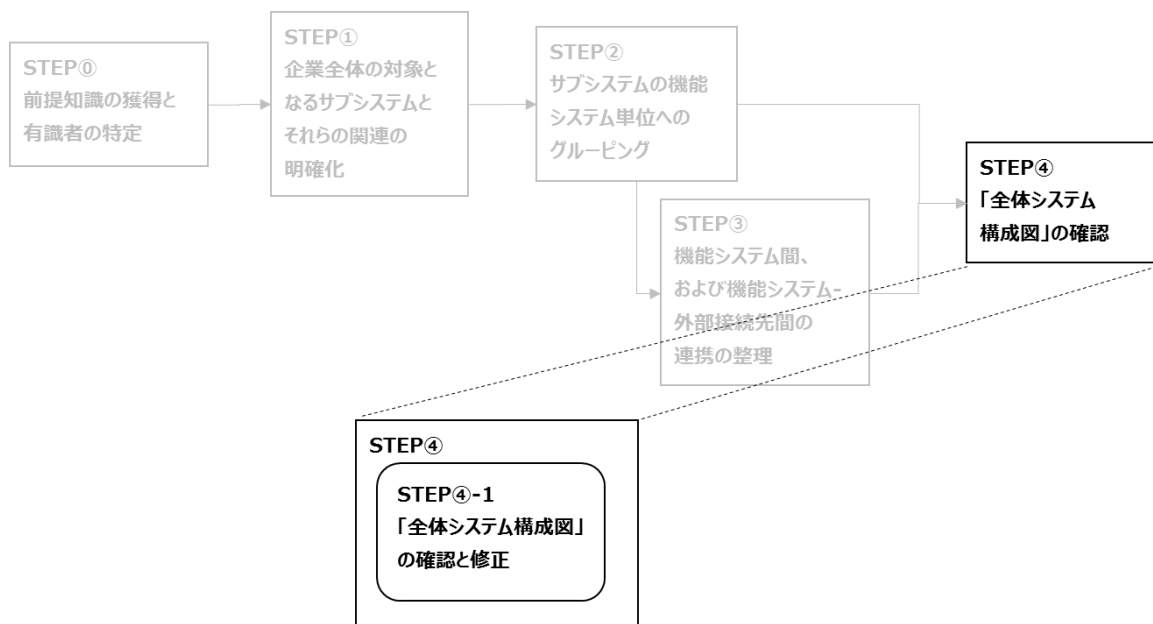 STEP⓪
前提知識の獲得と
有識者の特定
STEP①
企業全体の対象と
なるサブシステムと
それらの関連の
明確化
STEP②
サブシステムの機能
システム単位への
グルーピング
STEP③
機能システム間、
および機能システム-
外部接続先間の
連携の整理
STEP④
「全体システム
構成図」の確認
STEP④
STEP④-1
「全体システム構成図」
の確認と修正